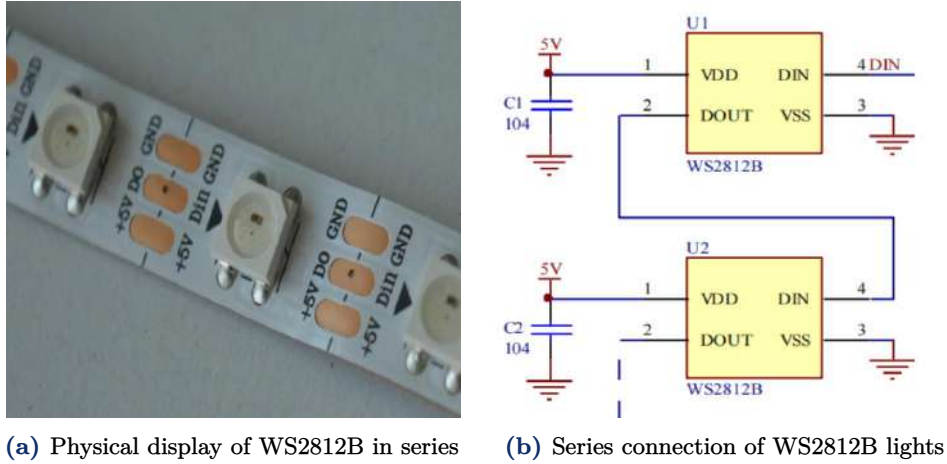 Din GND
GND
DO
+5V
Din GND
+5V
GND
DO
+5V
Din GND
+5V
U1
5V
1
VDD
DIN
4
DIN
C1
104
2
DOUT
VSS
3
WS2812B
U2
5V
1
VDD
DIN
4
C2
104
2
DOUT
VSS
3
WS2812B
(a) Physical display of WS2812B in series
(b) Series connection of WS2812B lights